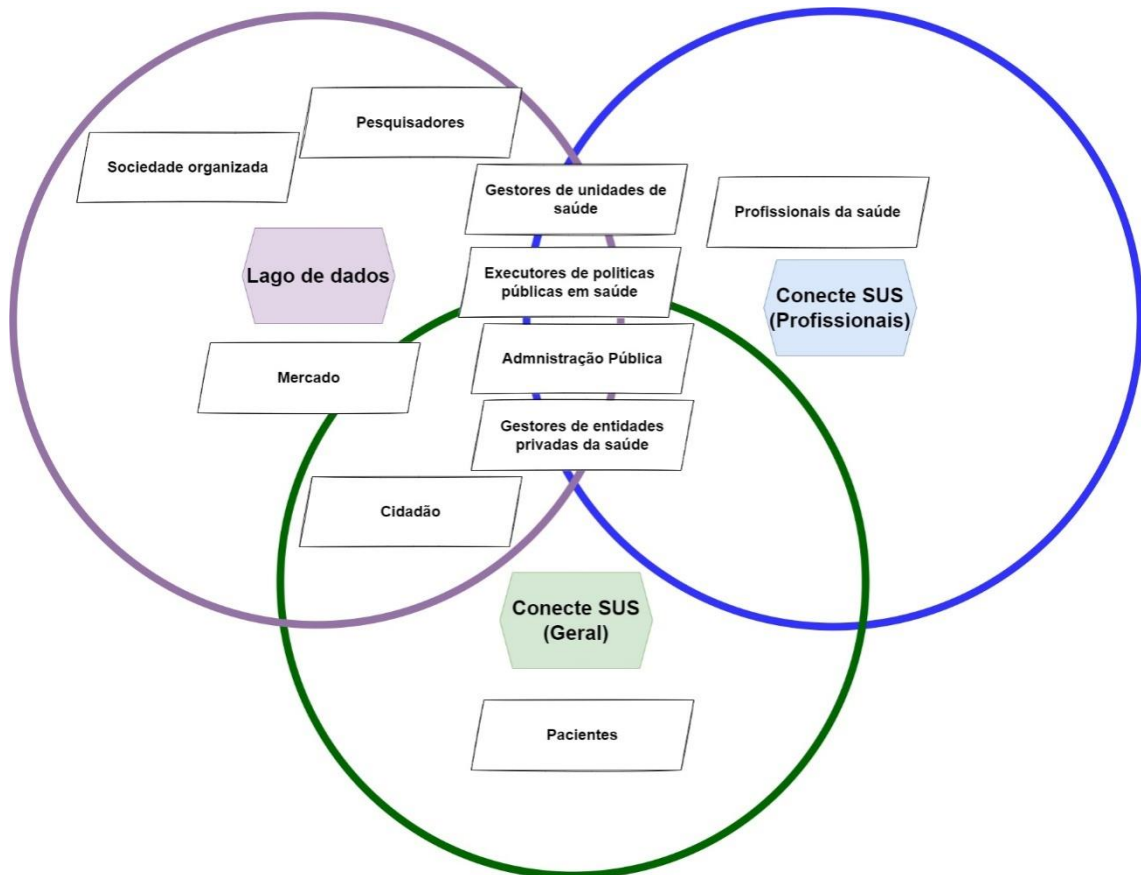 Pesquisadores
Sociedade organizada
Gestores de unidades de
saúde
Profissionais da saúde
Lago de dados
Executores de politicas
públicas em saúde
Conecte SUS
(Profissionais)
Admnistração Pública
Mercado
Gestores de entidades
privadas da saúde
Cidadão
Conecte SUS
(Geral)
Pacientes